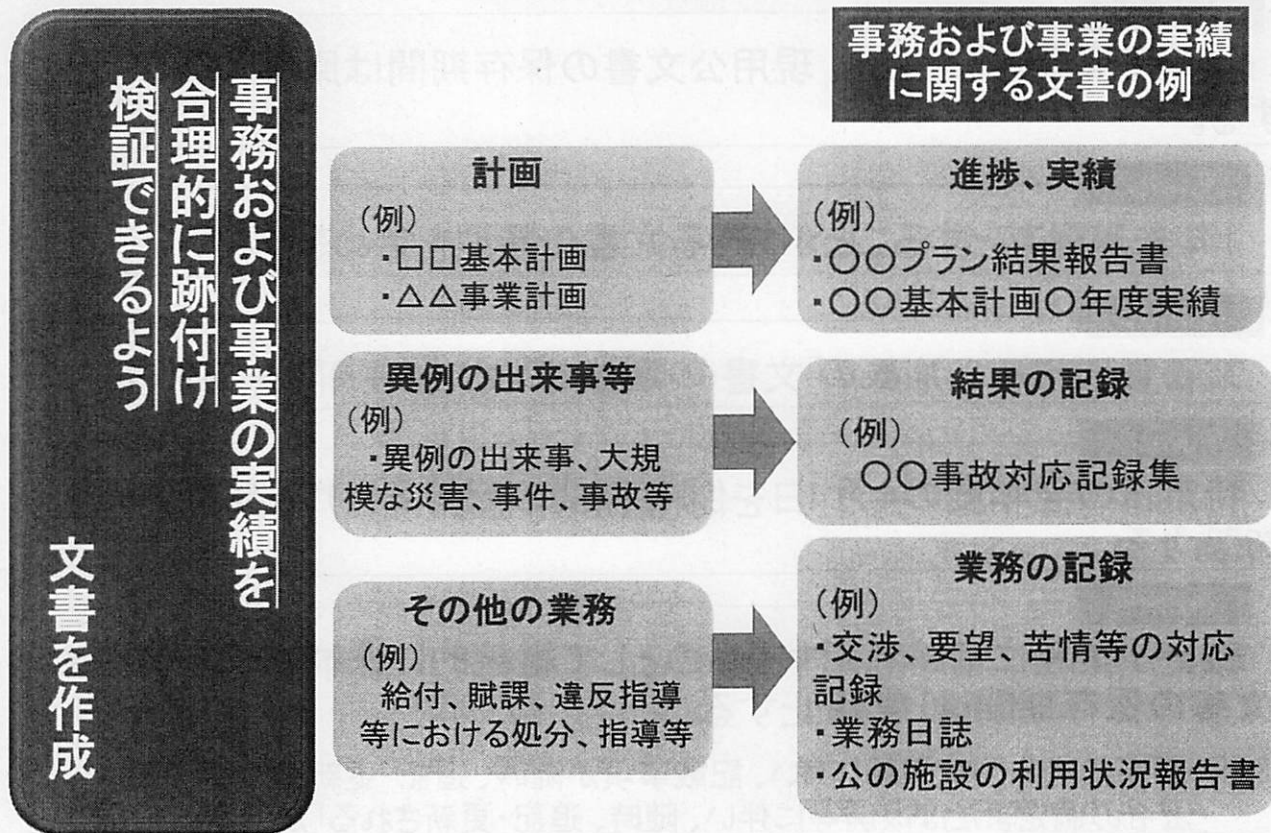 事務および事業の実績を
合理的に跡付け
検証できるよう
文書を作成
事務および事業の実績
に関する文書の例
計画
（例）
・□□基本計画
・△△事業計画
進捗、実績
（例）
・〇〇プラン結果報告書
・〇〇基本計画〇年度実績
異例の出来事等
（例）
・異例の出来事、大規
模な災害、事件、事故等
結果の記録
（例）
〇〇事故対応記録集
その他の業務
（例）
給付、賦課、違反指導
等における処分、指導等
業務の記録
（例）
・交渉、要望、苦情等の対応
記録
・業務日誌
・公の施設の利用状況報告書